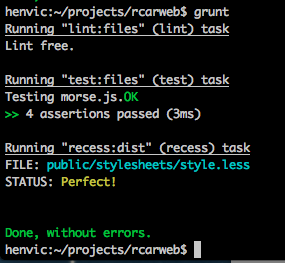 henvic:~/projects/rcarweb$ grunt
Running "lint:files" (lint) task
Lint free.
Running "test:files" (test) task
Testing morse.js.OK
>> 4 assertions passed (3ms)
Running "recess:dist" (recess) task
FILE: public/stylesheets/style.less
STATUS: Perfect!
Done, without errors.
henvic:~/projects/rcarweb$